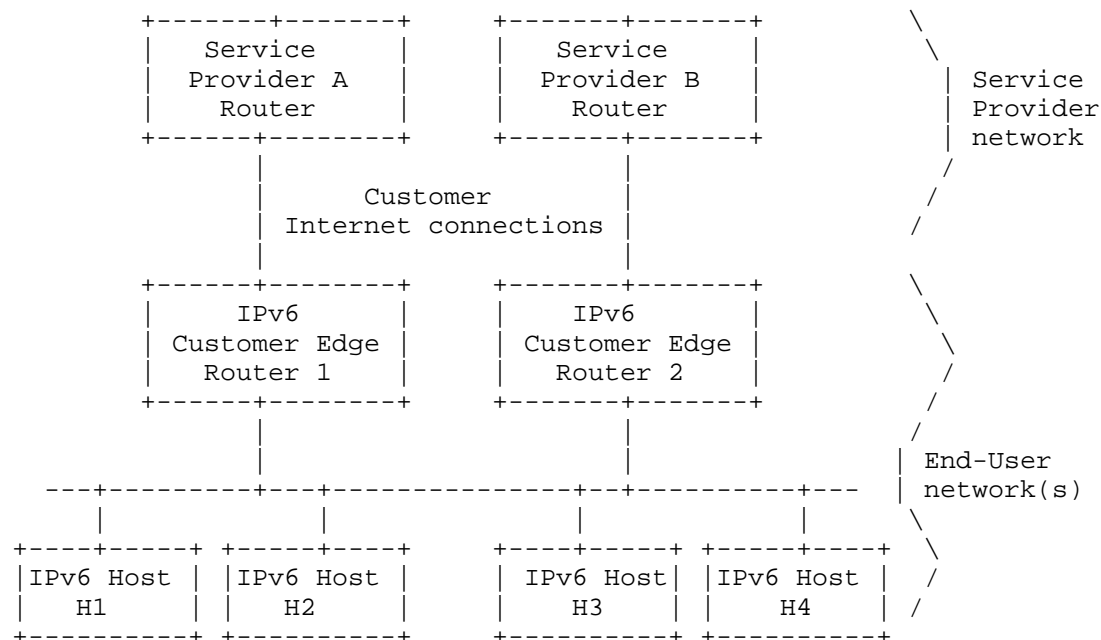 Service Service
Provider A Provider B Service
Router Router Provider
network
Customer
Internet connections
IPv6 IPv6
Customer Edge Customer Edge
Router 1 Router 2
End-User
network(s)
IPv6 Host IPv6 Host IPv6 Host IPv6 Host
H1 H2 H3 H4